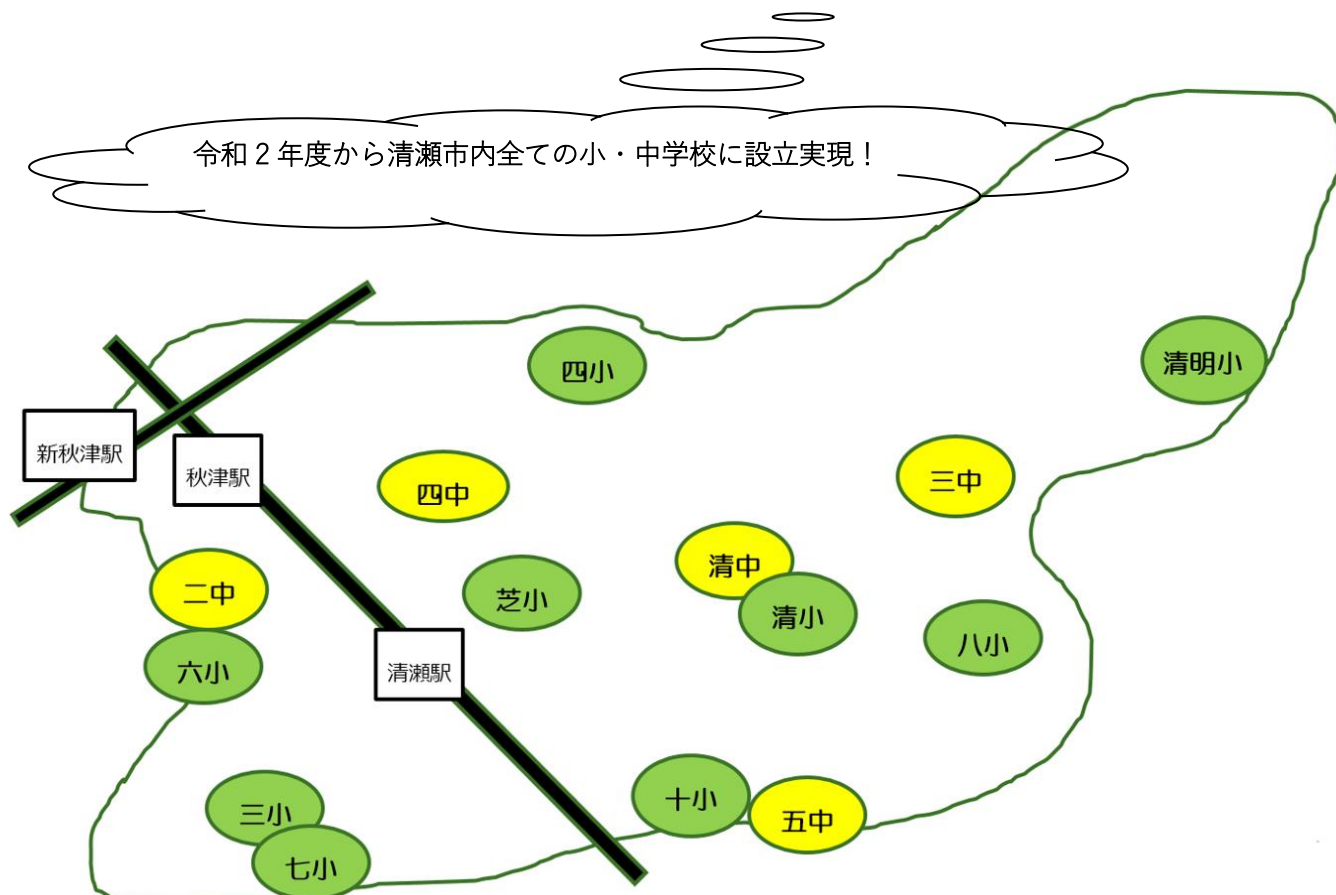 令和２年度から清瀬市内全ての小・中学校に設立実現！
四小
清明小
新秋津駅
秋津駅
四中
三中
清中
二中
芝小
清小
八小
六小
清瀬駅
十小
三小
五中
七小